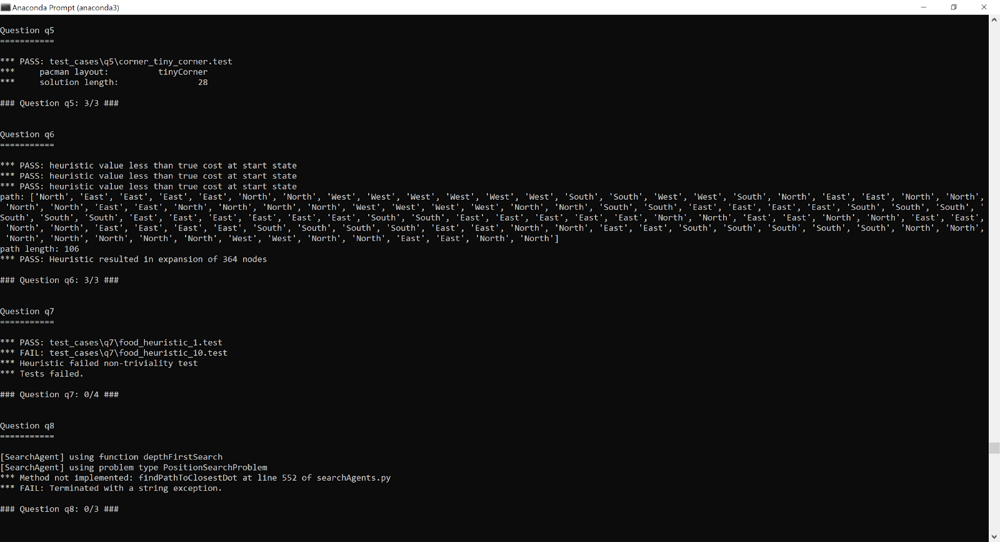 Anaconda Prompt (anaconda3)
Question q5
===========
*** PASS: test_cases\q5\corner_tiny_corner.test
***     pacman layout:          tinyCorner
***     solution length:                28
### Question q5: 3/3 ###
Question q6
===========
*** PASS: heuristic value less than true cost at start state
*** PASS: heuristic value less than true cost at start state
*** PASS: heuristic value less than true cost at start state
path: ['North', 'East', 'East', 'East', 'East', 'North', 'North', 'West', 'West', 'West', 'West', 'West', 'West', 'South', 'South', 'West', 'West', 'South', 'North', 'East', 'East', 'North', 'North',
'North', 'North', 'East', 'East', 'North', 'North', 'North', 'North', 'West', 'West', 'West', 'West', 'North', 'North', 'South', 'South', 'East', 'East', 'East', 'East', 'South', 'South', 'South', '
South', 'South', 'South', 'East', 'East', 'East', 'East', 'East', 'East', 'South', 'South', 'East', 'East', 'East', 'East', 'East', 'North', 'North', 'East', 'East', 'North', 'North', 'East', 'East',
'North', 'North', 'East', 'East', 'East', 'East', 'South', 'South', 'South', 'South', 'East', 'East', 'North', 'North', 'East', 'East', 'South', 'South', 'South', 'South', 'South', 'North', 'North',
'North', 'North', 'North', 'North', 'North', 'West', 'West', 'North', 'North', 'East', 'East', 'North', 'North']
path length: 106
*** PASS: Heuristic resulted in expansion of 364 nodes
### Question q6: 3/3 ###
Question q7
===========
*** PASS: test_cases\q7\food_heuristic_1.test
*** FAIL: test_cases\q7\food_heuristic_10.test
*** Heuristic failed non-triviality test
*** Tests failed.
### Question q7: 0/4 ###
Question q8
===========
[SearchAgent] using function depthFirstSearch
[SearchAgent] using problem type PositionSearchProblem
*** Method not implemented: findPathToClosestDot at line 552 of searchAgents.py
*** FAIL: Terminated with a string exception.
### Question q8: 0/3 ###